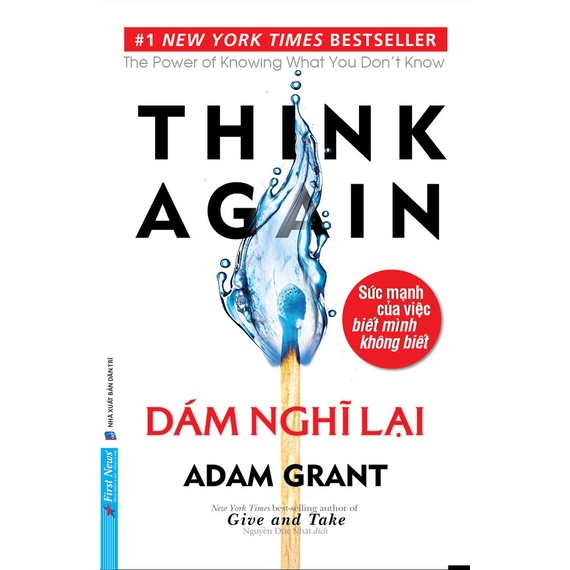 #1 NEW YORK TIMES BESTSELLER
The Power of Knowing What You Don't Know
THINK
AGAIN
Sức mạnh
của việc
biết mình
không biết
DÁM NGHĨ LẠI
ADAM GRANT
New York Times best-selling author of
Give and Take
Nguyễn Đức Nhật dịch
NHÀ XUẤT BẢN DÂN TRÍ
First News